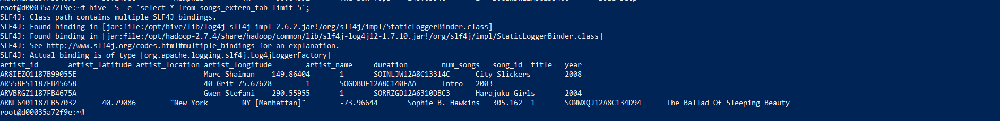 root@d00035a72f9e:~# hive -S -e 'select * from songs_extern_tab limit 5';
SLF4J: Class path contains multiple SLF4J bindings.
SLF4J: Found binding in [jar:file:/opt/hive/lib/log4j-slf4j-impl-2.6.2.jar!/org/slf4j/impl/StaticLoggerBinder.class]
SLF4J: Found binding in [jar:file:/opt/hadoop-2.7.4/share/hadoop/common/lib/slf4j-log4j12-1.7.10.jar!/org/slf4j/impl/StaticLoggerBinder.class]
SLF4J: See http://www.slf4j.org/codes.html#multiple_bindings for an explanation.
SLF4J: Actual binding is of type [org.apache.logging.slf4j.Log4jLoggerFactory]
artist_id artist_latitude artist_location artist_longitude artist_name duration num_songs song_id title year
AR8IEZO1187B99055E Marc Shaiman 149.86404 1 SOINLJW12A8C13314C City Slickers 2008
AR558FS1187FB45658 40 Grit 75.67628 1 SOGDBUF12A8C140FAA Intro 2003
ARVBRGZ1187FB4675A Gwen Stefani 290.55955 1 SORRZGD12A6310DBC3 Harajuku Girls 2004
ARNF6401187FB57032 40.79086 "New York NY [Manhattan]" -73.96644 Sophie B. Hawkins 305.162 1 SONWXQJ12A8C134D94 The Ballad Of Sleeping Beauty
root@d00035a72f9e:~#